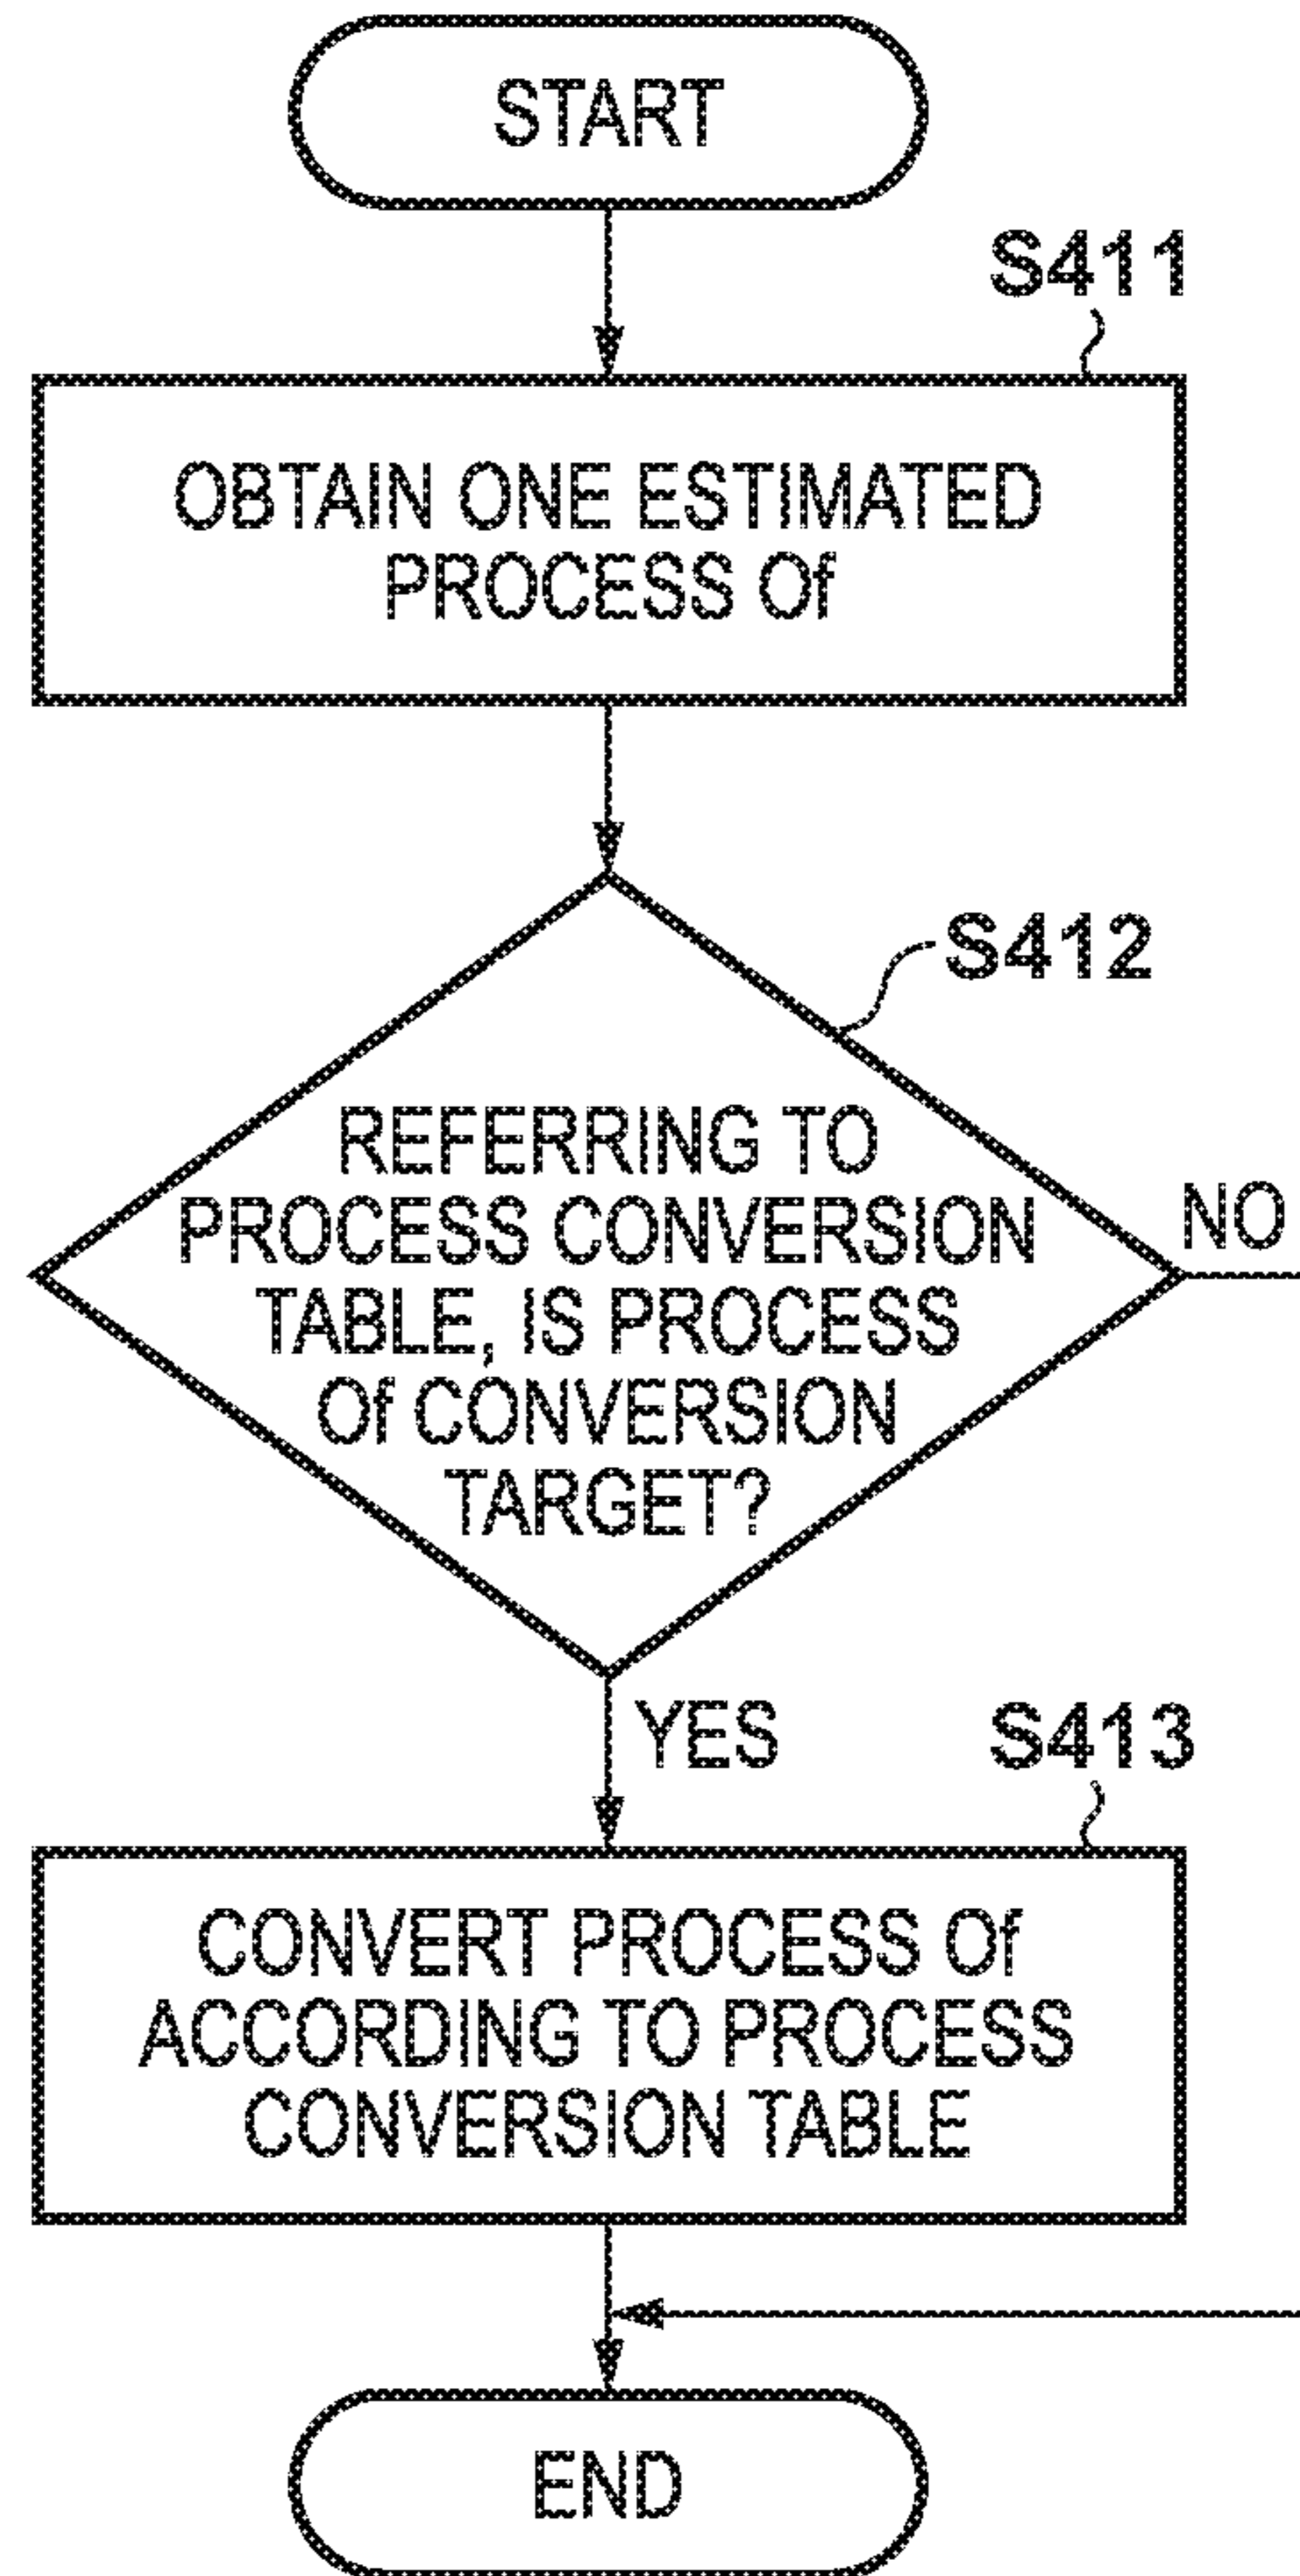 START
S411
OBTAIN ONE ESTIMATED
PROCESS Of
S412
REFERRING TO
PROCESS CONVERSION
TABLE, IS PROCESS
Of CONVERSION
TARGET?
NO
YES
S413
CONVERT PROCESS Of
ACCORDING TO PROCESS
CONVERSION TABLE
END